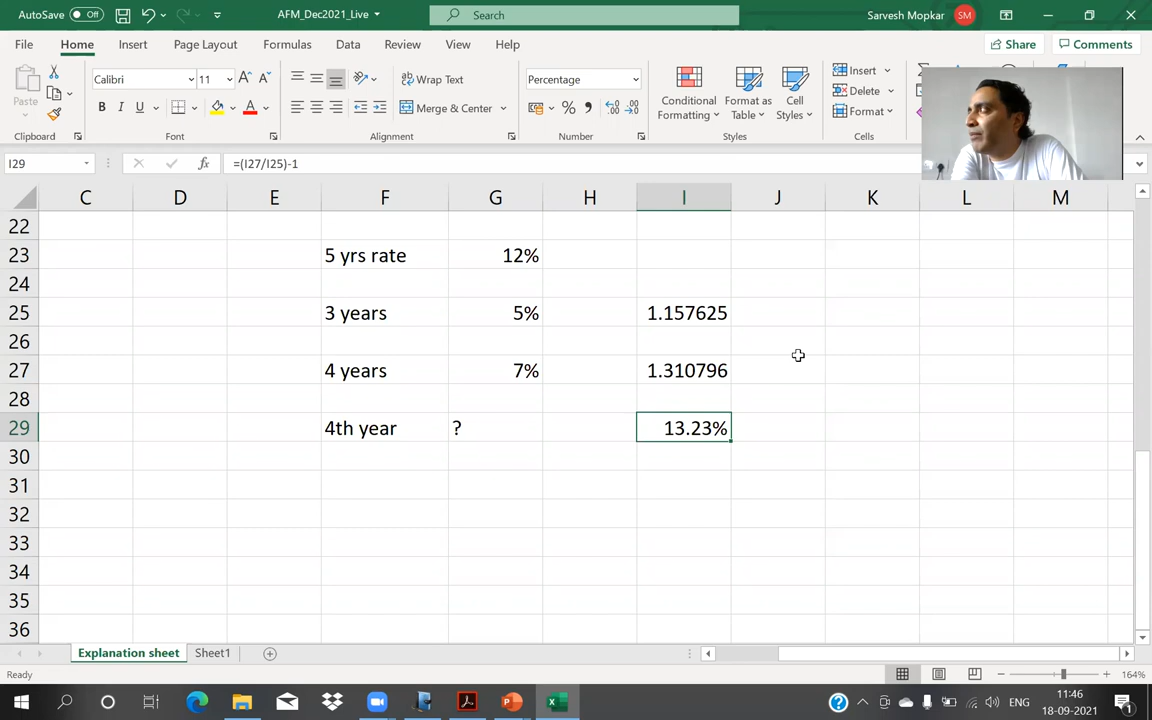 AutoSave Off AFM_Dec2021_Live Search Sarvesh Mopkar SM
File Home Insert Page Layout Formulas Data Review View Help Share Comments
Paste Calibri 11 Wrap Text Percentage Conditional Formatting Format as Table Cell Styles Insert
B I U Merge & Center Delete
Format
Clipboard Font Alignment Number Styles Cells
I29 fx =(I27/I25)-1
C D E F G H I J K L M
22
23 5 yrs rate 12%
24
25 3 years 5% 1.157625
26
27 4 years 7% 1.310796
28
29 4th year ? 13.23%
30
31
32
33
34
35
36
Explanation sheet Sheet1
Ready 164%
ENG 11:46
18-09-2021